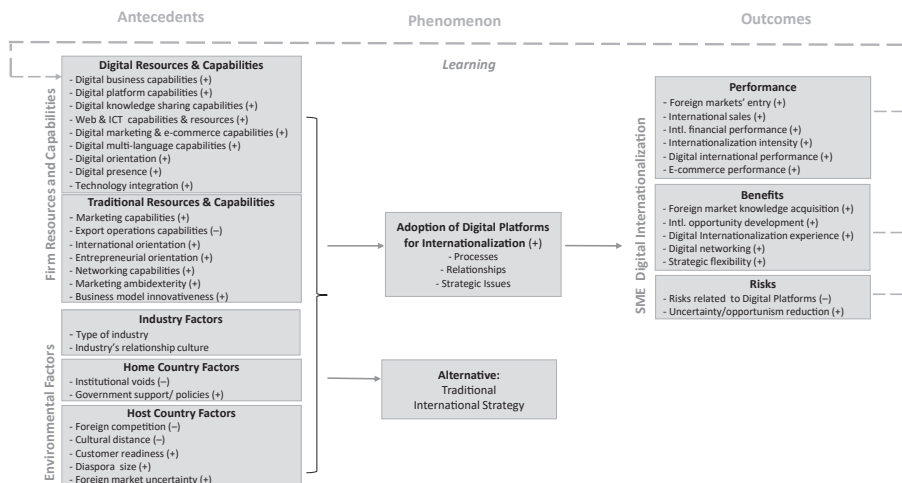 Antecedents
Phenomenon
Outcomes
Learning
Firm Resources and Capabilities
Digital Resources & Capabilities
- Digital business capabilities (+)
- Digital platform capabilities (+)
- Digital knowledge sharing capabilities (+)
- Web & ICT capabilities & resources (+)
- Digital marketing & e-commerce capabilities (+)
- Digital multi-language capabilities (+)
- Digital orientation (+)
- Digital presence (+)
- Technology integration (+)
Traditional Resources & Capabilities
- Marketing capabilities (+)
- Export operations capabilities (–)
- International orientation (+)
- Entrepreneurial orientation (+)
- Networking capabilities (+)
- Marketing ambidexterity (+)
- Business model innovativeness (+)
Environmental Factors
Industry Factors
- Type of industry
- Industry's relationship culture
Home Country Factors
- Institutional voids (–)
- Government support/ policies (+)
Host Country Factors
- Foreign competition (–)
- Cultural distance (–)
- Customer readiness (+)
- Diaspora size (+)
- Foreign market uncertainty (+)
Adoption of Digital Platforms
for Internationalization (+)
- Processes
- Relationships
- Strategic Issues
Alternative:
Traditional
International Strategy
SME Digital Internationalization
Performance
- Foreign markets' entry (+)
- International sales (+)
- Intl. financial performance (+)
- Internationalization intensity (+)
- Digital international performance (+)
- E-commerce performance (+)
Benefits
- Foreign market knowledge acquisition (+)
- Intl. opportunity development (+)
- Digital Internationalization experience (+)
- Digital networking (+)
- Strategic flexibility (+)
Risks
- Risks related to Digital Platforms (–)
- Uncertainty/opportunism reduction (+)